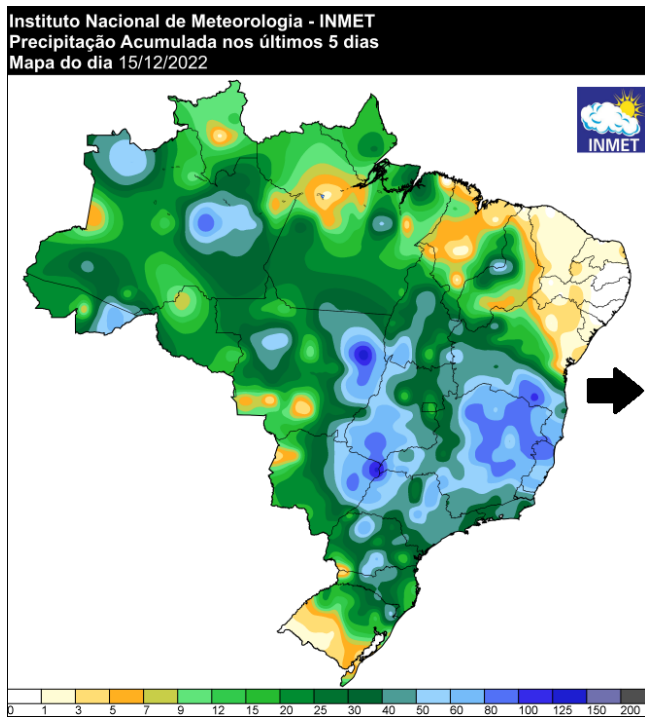 Instituto Nacional de Meteorologia - INMET
Precipitação Acumulada nos últimos 5 dias
Mapa do dia 15/12/2022
INMET
0 1 3 5 7 9 12 15 20 25 30 40 50 60 80 100 125 150 200